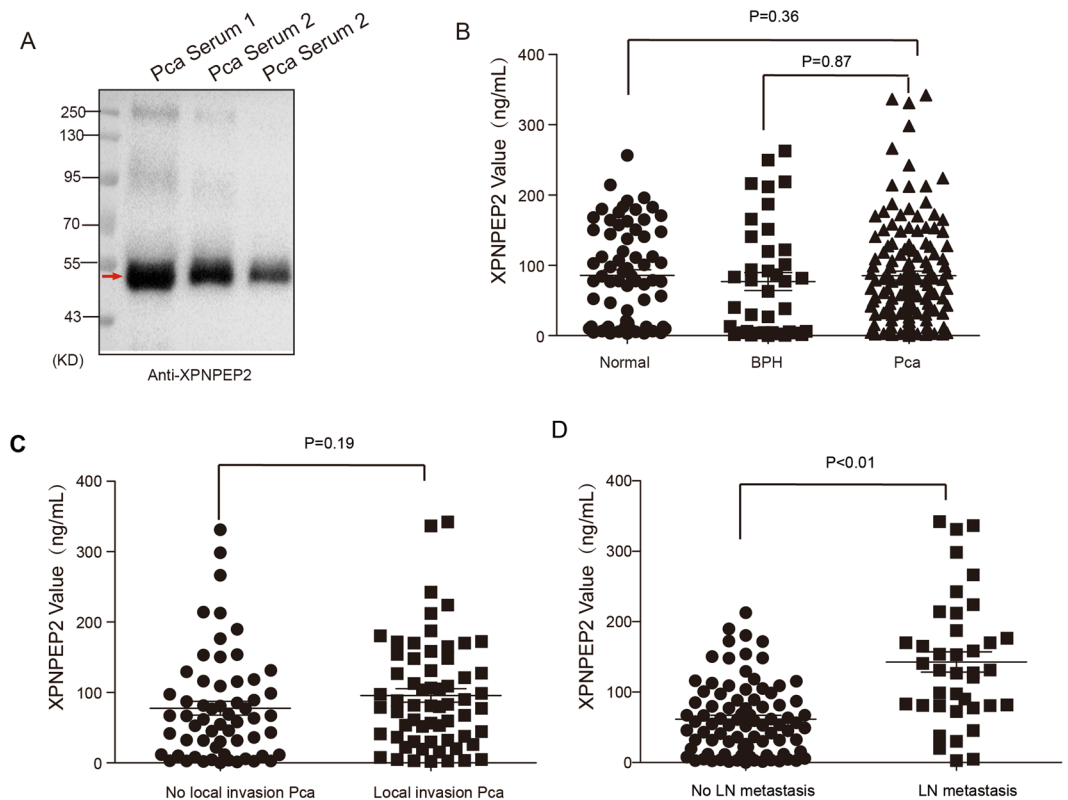 A
Pca Serum 1
Pca Serum 2
Pca Serum 2
250
130
95
70
55
43
(KD)
Anti-XPNPEP2
B
P=0.36
P=0.87
XPNPEP2 Value (ng/mL)
400
300
200
100
0
Normal
BPH
Pca
C
P=0.19
XPNPEP2 Value (ng/mL)
400
300
200
100
0
No local invasion Pca
Local invasion Pca
D
P<0.01
XPNPEP2 Value (ng/mL)
400
300
200
100
0
No LN metastasis
LN metastasis